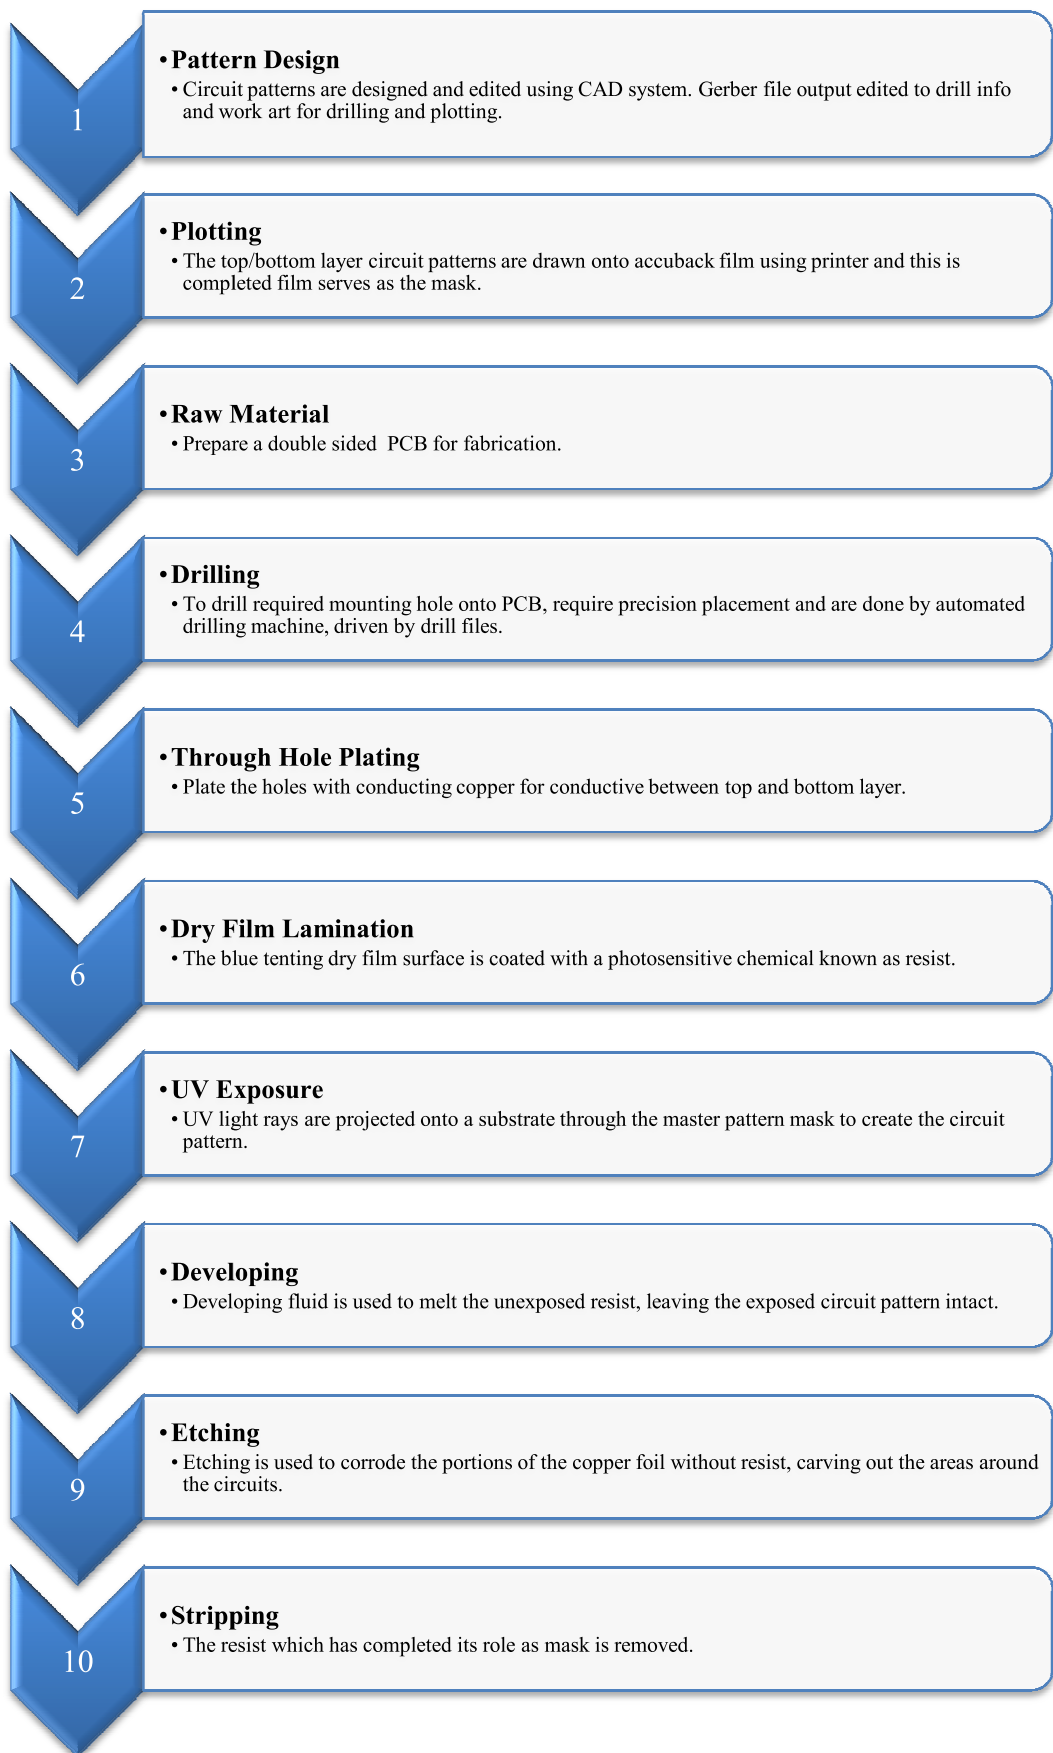 1
• Pattern Design
• Circuit patterns are designed and edited using CAD system. Gerber file output edited to drill info
and work art for drilling and plotting.
2
• Plotting
• The top/bottom layer circuit patterns are drawn onto accuback film using printer and this is
completed film serves as the mask.
3
• Raw Material
• Prepare a double sided  PCB for fabrication.
4
• Drilling
• To drill required mounting hole onto PCB, require precision placement and are done by automated
drilling machine, driven by drill files.
5
• Through Hole Plating
• Plate the holes with conducting copper for conductive between top and bottom layer.
6
• Dry Film Lamination
• The blue tenting dry film surface is coated with a photosensitive chemical known as resist.
7
• UV Exposure
• UV light rays are projected onto a substrate through the master pattern mask to create the circuit
pattern.
8
• Developing
• Developing fluid is used to melt the unexposed resist, leaving the exposed circuit pattern intact.
9
• Etching
• Etching is used to corrode the portions of the copper foil without resist, carving out the areas around
the circuits.
10
• Stripping
• The resist which has completed its role as mask is removed.